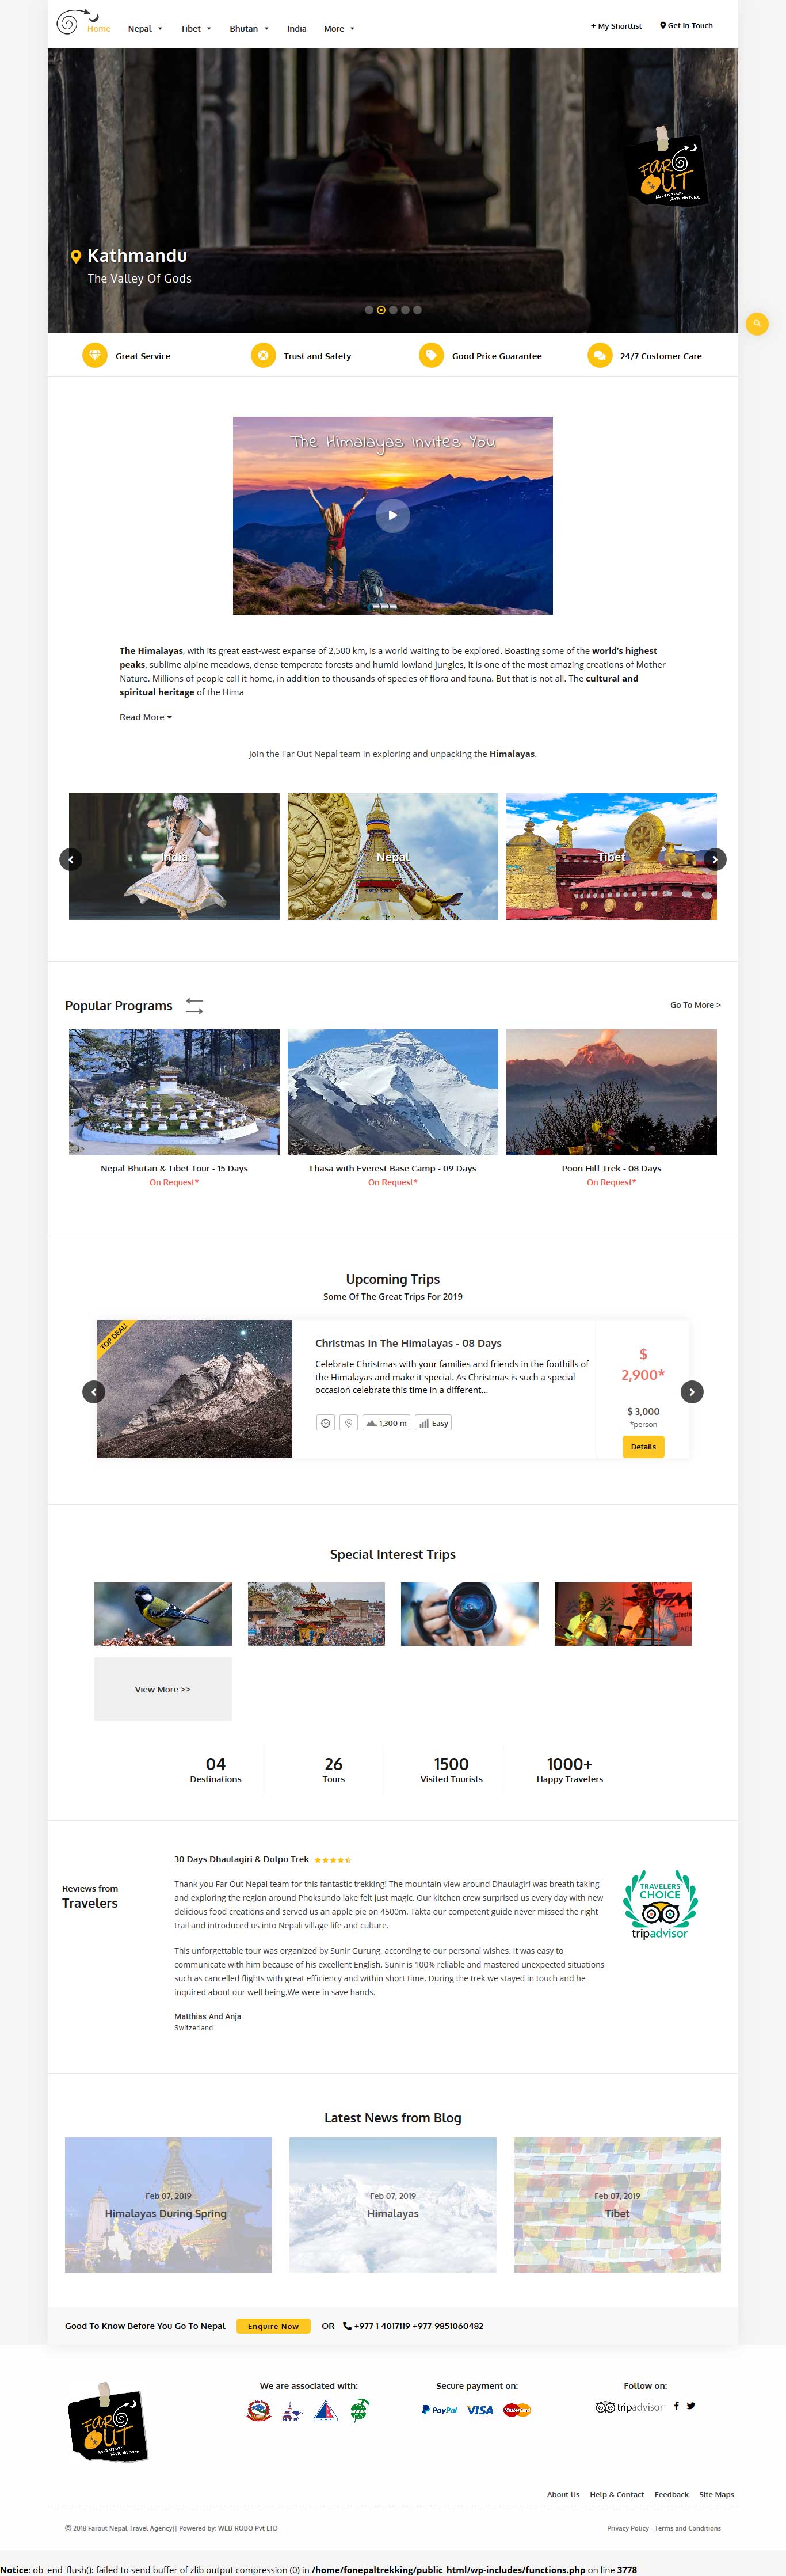 Home Nepal Tibet Bhutan India More + My Shortlist Get In Touch
FAR
OUT
ADVENTURE
WITH NATURE
Kathmandu
The Valley Of Gods
Great Service Trust and Safety Good Price Guarantee 24/7 Customer Care
The Himalayas Invites You
The Himalayas, with its great east-west expanse of 2,500 km, is a world waiting to be explored. Boasting some of the world's highest
peaks, sublime alpine meadows, dense temperate forests and humid lowland jungles, it is one of the most amazing creations of Mother
Nature. Millions of people call it home, in addition to thousands of species of flora and fauna. But that is not all. The cultural and
spiritual heritage of the Hima
Read More
Join the Far Out Nepal team in exploring and unpacking the Himalayas.
India Nepal Tibet
Popular Programs Go To More >
Nepal Bhutan & Tibet Tour - 15 Days Lhasa with Everest Base Camp - 09 Days Poon Hill Trek - 08 Days
On Request* On Request* On Request*
Upcoming Trips
Some Of The Great Trips For 2019
TOP DEAL!
Christmas In The Himalayas - 08 Days
Celebrate Christmas with your families and friends in the foothills of
the Himalayas and make it special. As Christmas is such a special
occasion celebrate this time in a different...
1,300 m Easy
$
2,900*
$ 3,000
*person
Details
Special Interest Trips
View More >>
04 26 1500 1000+
Destinations Tours Visited Tourists Happy Travelers
Reviews from
Travelers
30 Days Dhaulagiri & Dolpo Trek
Thank you Far Out Nepal team for this fantastic trekking! The mountain view around Dhaulagiri was breath taking
and exploring the region around Phoksundo lake felt just magic. Our kitchen crew surprised us every day with new
delicious food creations and served us an apple pie on 4500m. Takta our competent guide never missed the right
trail and introduced us into Nepali village life and culture.
This unforgettable tour was organized by Sunir Gurung, according to our personal wishes. It was easy to
communicate with him because of his excellent English. Sunir is 100% reliable and mastered unexpected situations
such as cancelled flights with great efficiency and within short time. During the trek we stayed in touch and he
inquired about our well being.We were in save hands.
Matthias And Anja
Switzerland
TRAVELERS'
CHOICE
tripadvisor
Latest News from Blog
Feb 07, 2019 Feb 07, 2019 Feb 07, 2019
Himalayas During Spring Himalayas Tibet
Good To Know Before You Go To Nepal Enquire Now OR +977 1 4017119 +977-9851060482
FAR
OUT
ADVENTURE
WITH NATURE
We are associated with: Secure payment on: Follow on:
PayPal VISA MasterCard tripadvisor
About Us Help & Contact Feedback Site Maps
© 2018 Farout Nepal Travel Agency|| Powered by: WEB-ROBO Pvt LTD Privacy Policy - Terms and Conditions
Notice: ob_end_flush(): failed to send buffer of zlib output compression (0) in /home/fonepaltrekking/public_html/wp-includes/functions.php on line 3778